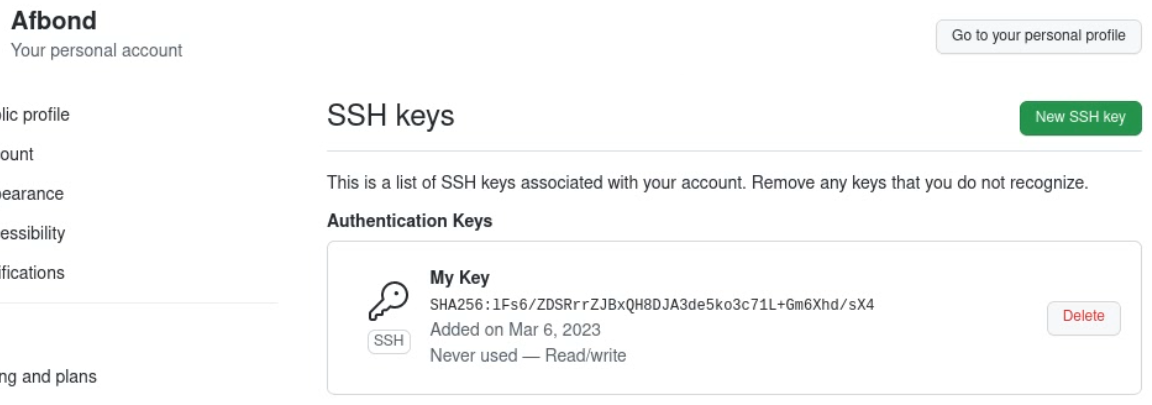 Afbond
Your personal account
Go to your personal profile
lic profile
ount
earance
essibility
ifications
ng and plans
SSH keys
New SSH key
This is a list of SSH keys associated with your account. Remove any keys that you do not recognize.
Authentication Keys
My Key
SHA256:lFs6/ZDSRrrZJBxQH8DJA3de5ko3c71L+Gm6Xhd/sX4
Added on Mar 6, 2023
Never used — Read/write
SSH
Delete